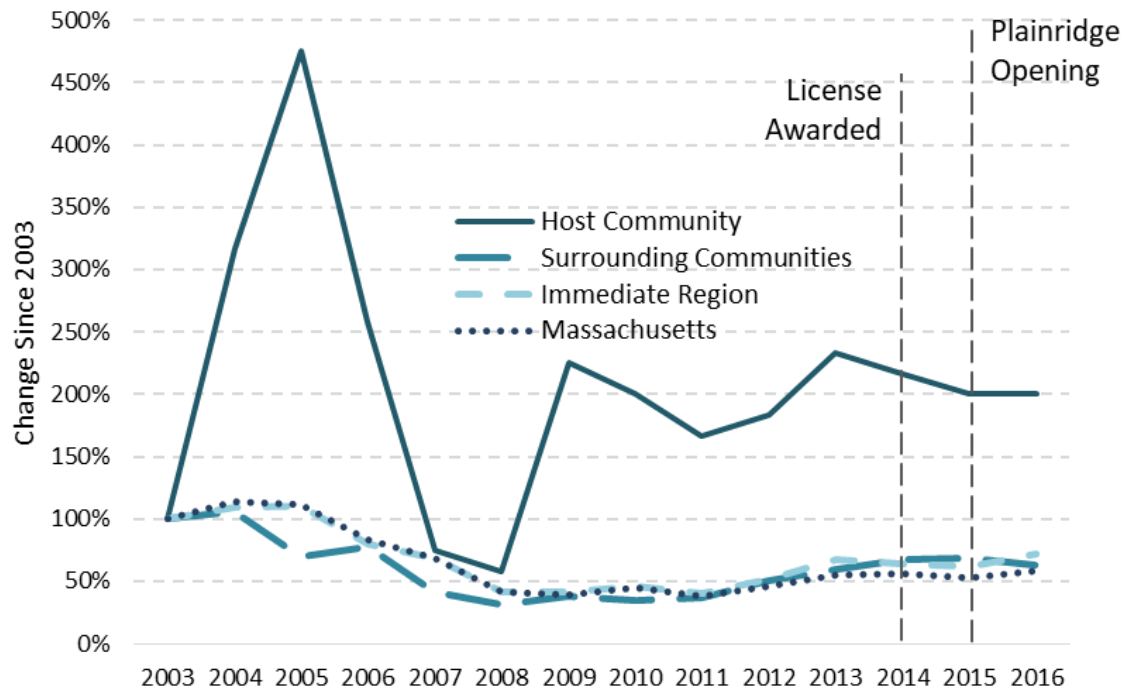 500%
450%
400%
350%
300%
250%
200%
150%
100%
50%
0%
Change Since 2003
Plainridge
Opening
License
Awarded
Host Community
Surrounding Communities
Immediate Region
Massachusetts
2003 2004 2005 2006 2007 2008 2009 2010 2011 2012 2013 2014 2015 2016